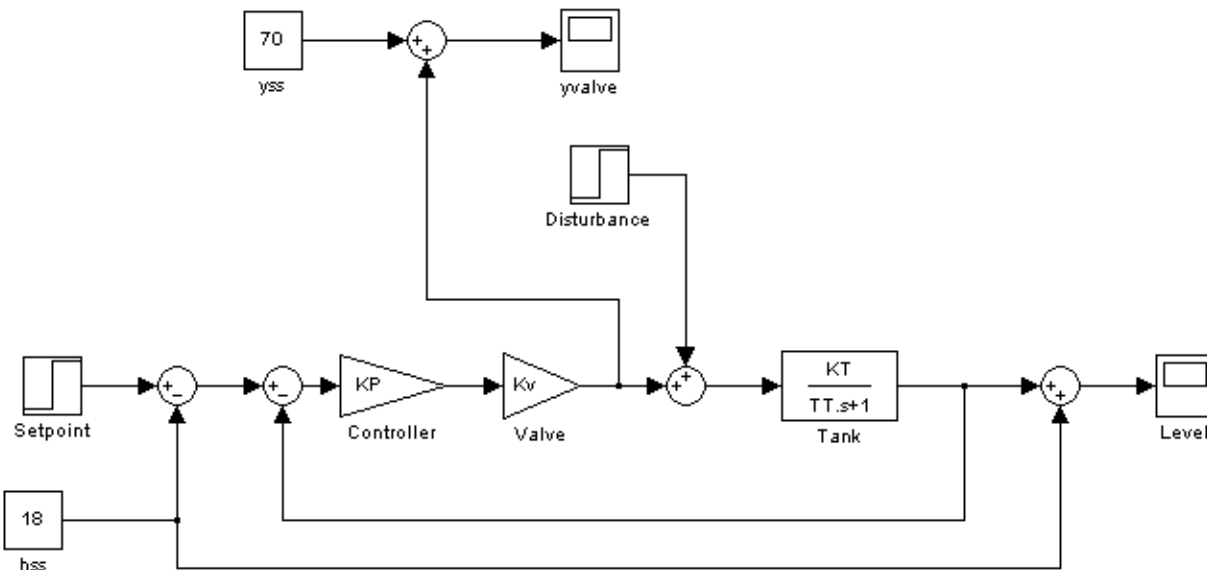 70
+
+
yss
yvalve
Disturbance
+
+
KP
Kv
KT
TT.s+1
+
−
+
−
+
+
Setpoint
Controller
Valve
Tank
Level
18
hss